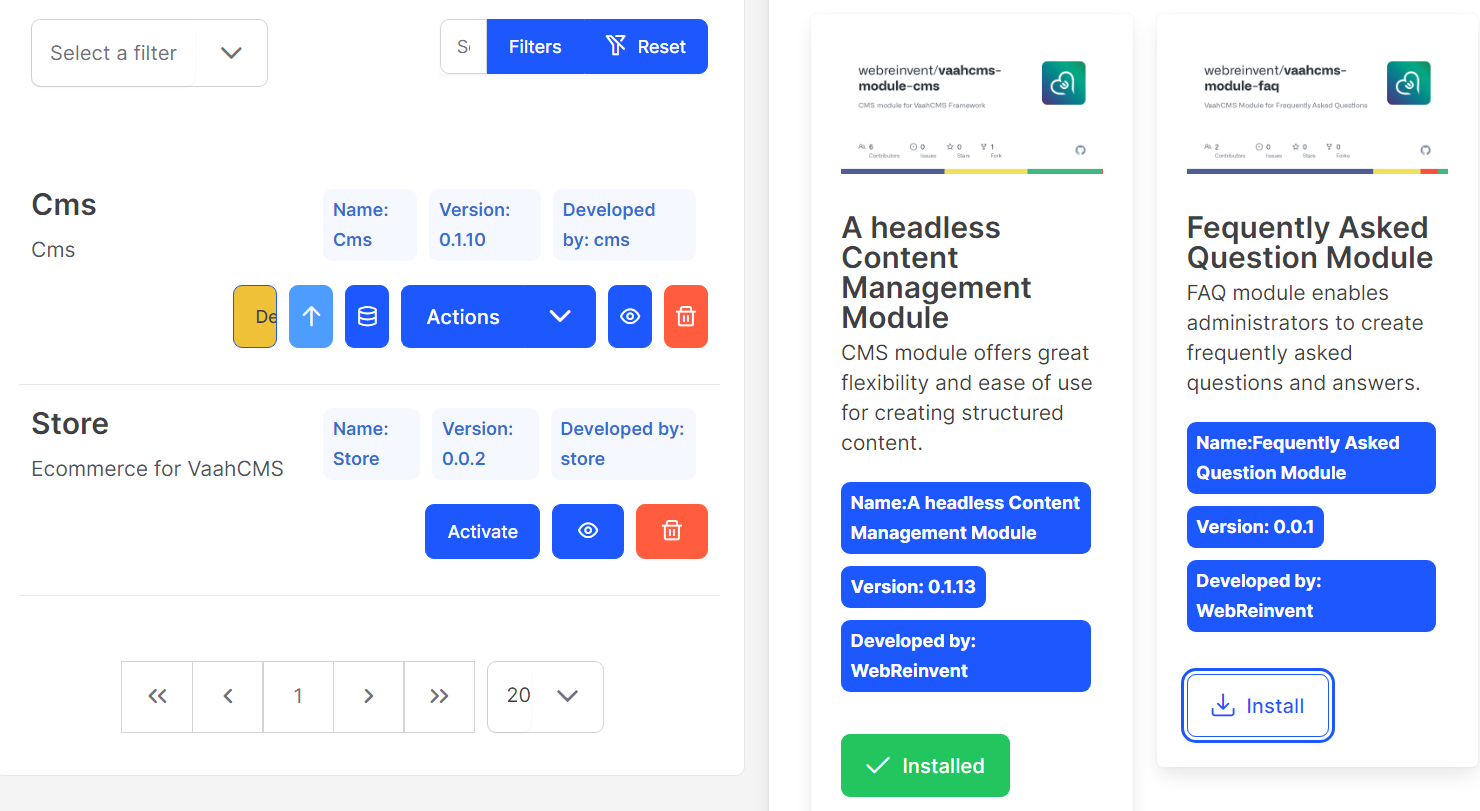 Select a filter
Filters
Reset
Cms
Cms
Name:
Cms
Version:
0.1.10
Developed
by: cms
De
Actions
Store
Ecommerce for VaahCMS
Name:
Store
Version:
0.0.2
Developed by:
store
Activate
1
20
webreinvent/vaahcms-
module-cms
CMS module for VaahCMS Framework
6
Contributors
0
Issues
0
Stars
1
Fork
A headless
Content
Management
Module
CMS module offers great
flexibility and ease of use
for creating structured
content.
Name:A headless Content
Management Module
Version: 0.1.13
Developed by:
WebReinvent
Installed
webreinvent/vaahcms-
module-faq
VaahCMS Module for Frequently Asked Questions
2
Contributors
0
Issues
0
Stars
0
Forks
Fequently Asked
Question Module
FAQ module enables
administrators to create
frequently asked
questions and answers.
Name:Fequently Asked
Question Module
Version: 0.0.1
Developed by:
WebReinvent
Install